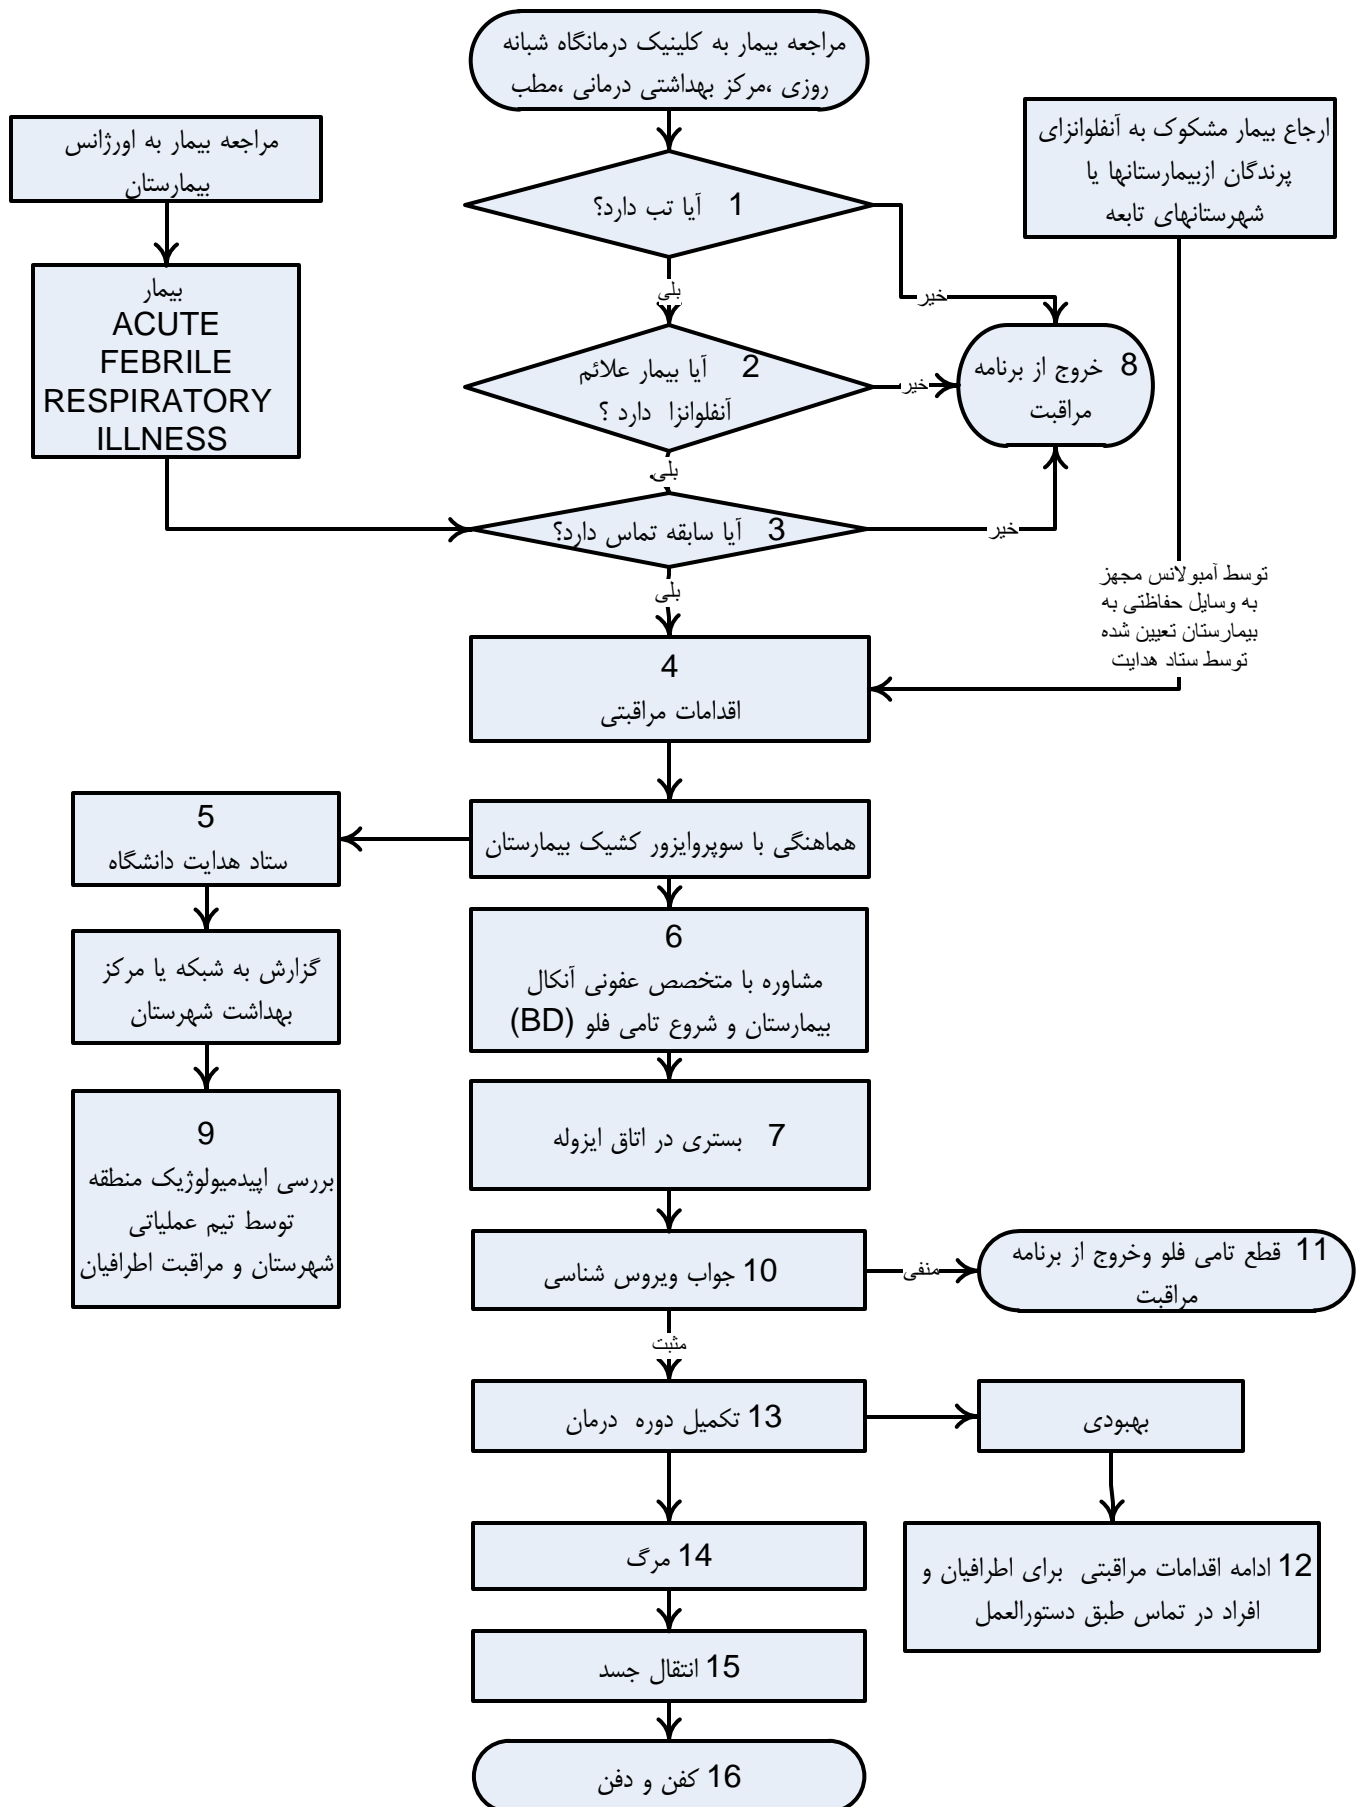 مراجعه بیمار به کلینیک درمانگاه شبانه
روزی ،مرکز بهداشتی درمانی ،مطب
ارجاع بیمار مشکوک به آنفلوانزای
پرندگان ازبیمارستانها یا
شهرستانهای تابعه
مراجعه بیمار به اورژانس
بیمارستان
1 آیا تب دارد؟
بلی
خیر
بیمار
ACUTE
FEBRILE
RESPIRATORY
ILLNESS
2 آیا بیمار علائم
آنفلوانزا دارد ؟
خیر
8 خروج از برنامه
مراقبت
بلی
3 آیا سابقه تماس دارد؟
خیر
بلی
توسط آمبولانس مجهز
به وسایل حفاظتی به
بیمارستان تعیین شده
توسط ستاد هدایت
4
اقدامات مراقبتی
هماهنگی با سوپروایزور کشیک بیمارستان
5
ستاد هدایت دانشگاه
6
مشاوره با متخصص عفونی آنکال
بیمارستان و شروع تامی فلو (BD)
گزارش به شبکه یا مرکز
بهداشت شهرستان
7 بستری در اتاق ایزوله
9
بررسی اپیدمیولوژیک منطقه
توسط تیم عملیاتی
شهرستان و مراقبت اطرافیان
10 جواب ویروس شناسی
منفی
11 قطع تامی فلو وخروج از برنامه
مراقبت
مثبت
13 تکمیل دوره درمان
بهبودی
14 مرگ
12 ادامه اقدامات مراقبتی برای اطرافیان و
افراد در تماس طبق دستورالعمل
15 انتقال جسد
16 کفن و دفن